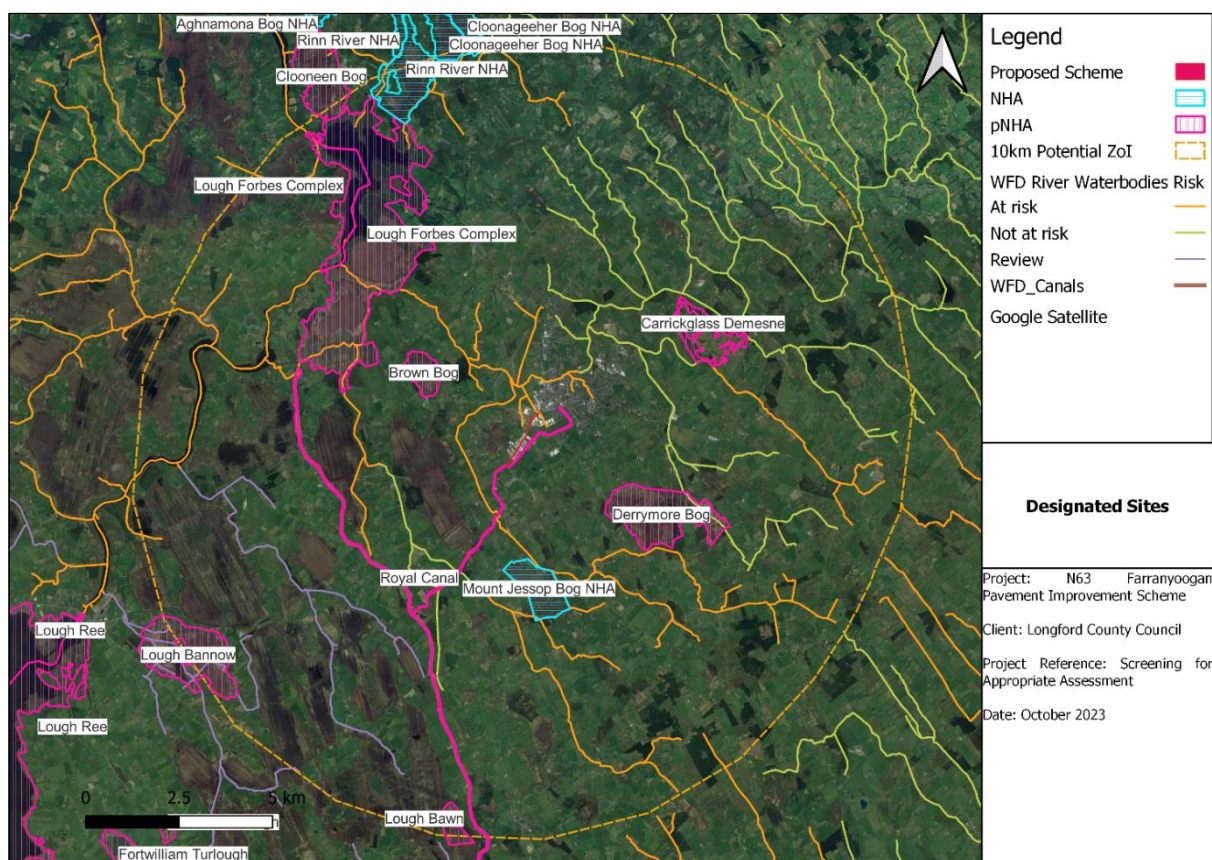 Aghnamona Bog NHA
Cloonageeher Bog NHA
Rinn River NHA
Cloonageeher Bog NHA
Clooneen Bog
Rinn River NHA
Lough Forbes Complex
Lough Forbes Complex
Carrickglass Demesne
Brown Bog
Derrymore Bog
Royal Canal
Mount Jessop Bog NHA
Lough Ree
Lough Bannow
Lough Ree
0 2.5 5 km
Lough Bawn
Fortwilliam Turlough
Legend
Proposed Scheme
NHA
pNHA
10km Potential ZoI
WFD River Waterbodies Risk
At risk
Not at risk
Review
WFD_Canals
Google Satellite
Designated Sites
Project: N63 Farranyoogan
Pavement Improvement Scheme
Client: Longford County Council
Project Reference: Screening for
Appropriate Assessment
Date: October 2023